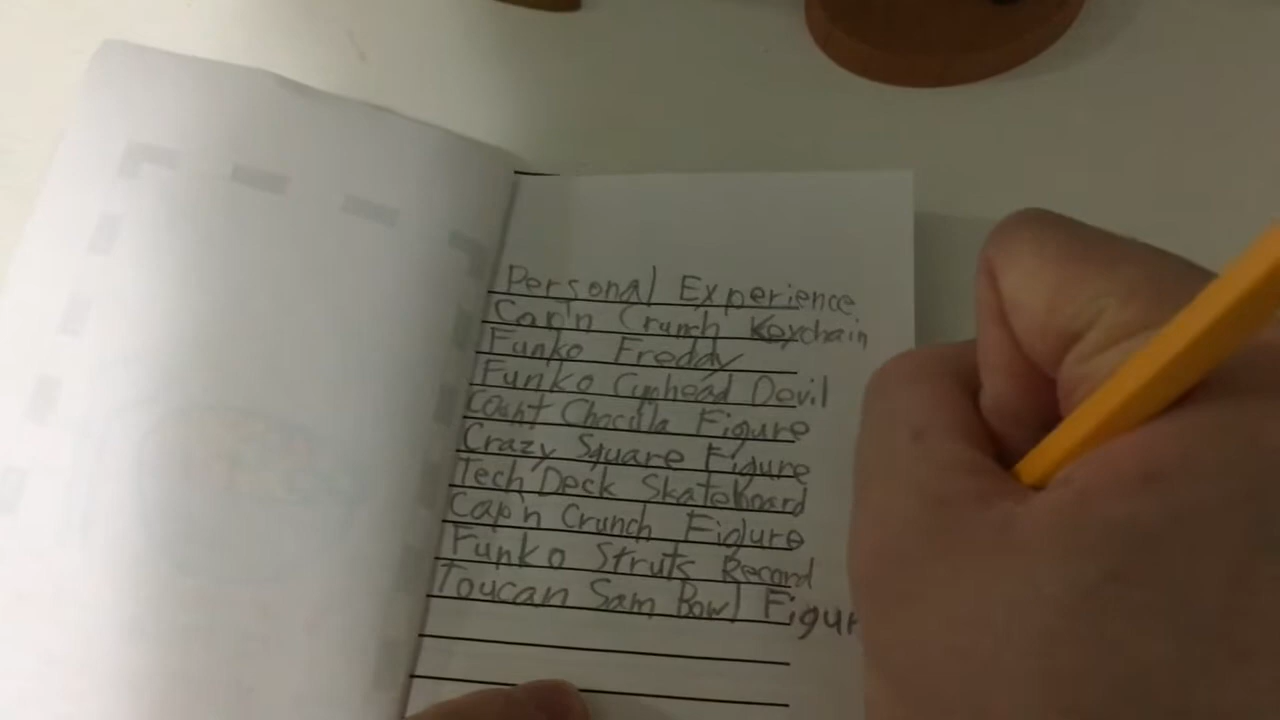 Personal Experience
Cap'n Crunch Keychain
Funko Freddy
Funko Cuphead Devil
Count Chocilla Figure
Crazy Square Figure
Tech Deck Skateboard
Cap'n Crunch Figure
Funko Struts Record
Toucan Sam Bowl Figur